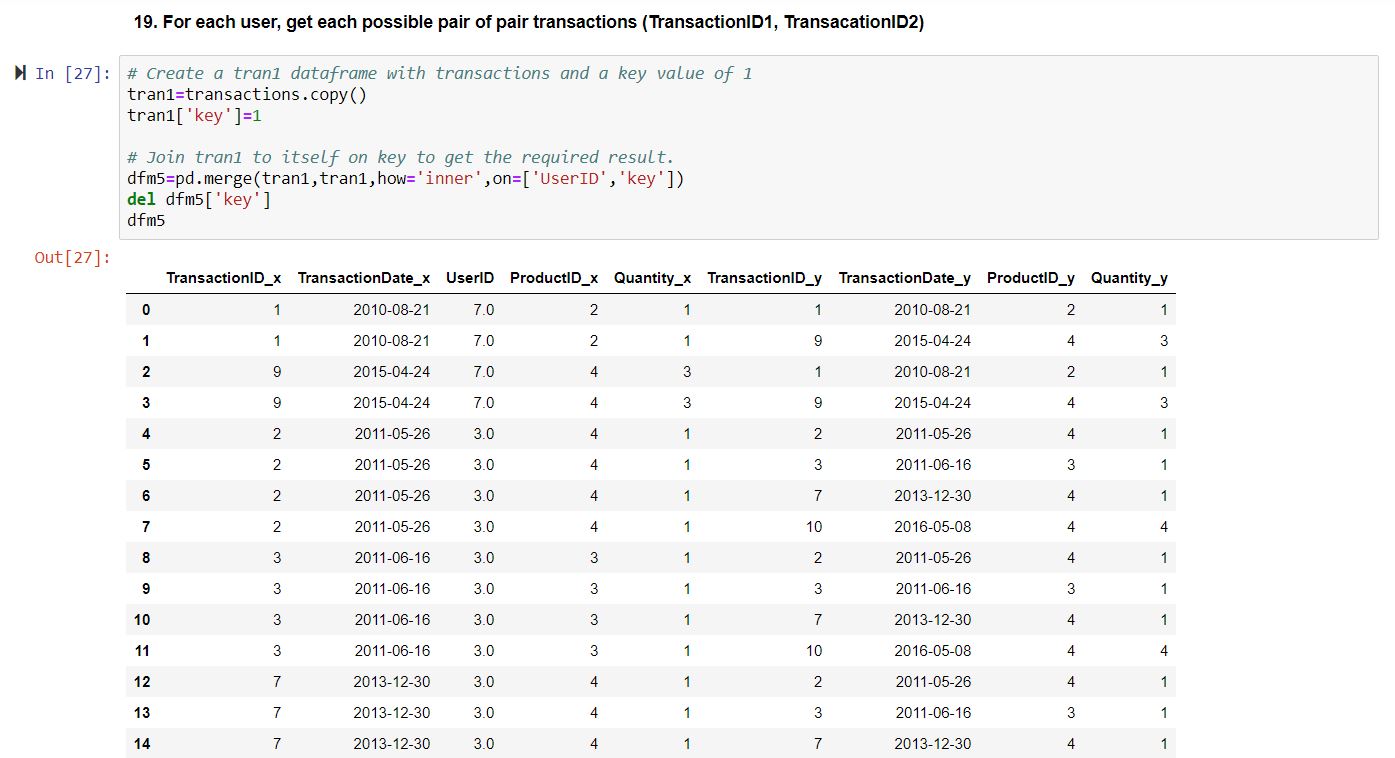 19. For each user, get each possible pair of pair transactions (TransactionID1, TransacationID2)
In [27]:
# Create a tran1 dataframe with transactions and a key value of 1
tran1=transactions.copy()
tran1['key']=1
# Join tran1 to itself on key to get the required result.
dfm5=pd.merge(tran1,tran1,how='inner',on=['UserID','key'])
del dfm5['key']
dfm5
Out[27]:
TransactionID_x TransactionDate_x UserID ProductID_x Quantity_x TransactionID_y TransactionDate_y ProductID_y Quantity_y
0 1 2010-08-21 7.0 2 1 1 2010-08-21 2 1
1 1 2010-08-21 7.0 2 1 9 2015-04-24 4 3
2 9 2015-04-24 7.0 4 3 1 2010-08-21 2 1
3 9 2015-04-24 7.0 4 3 9 2015-04-24 4 3
4 2 2011-05-26 3.0 4 1 2 2011-05-26 4 1
5 2 2011-05-26 3.0 4 1 3 2011-06-16 3 1
6 2 2011-05-26 3.0 4 1 7 2013-12-30 4 1
7 2 2011-05-26 3.0 4 1 10 2016-05-08 4 4
8 3 2011-06-16 3.0 3 1 2 2011-05-26 4 1
9 3 2011-06-16 3.0 3 1 3 2011-06-16 3 1
10 3 2011-06-16 3.0 3 1 7 2013-12-30 4 1
11 3 2011-06-16 3.0 3 1 10 2016-05-08 4 4
12 7 2013-12-30 3.0 4 1 2 2011-05-26 4 1
13 7 2013-12-30 3.0 4 1 3 2011-06-16 3 1
14 7 2013-12-30 3.0 4 1 7 2013-12-30 4 1